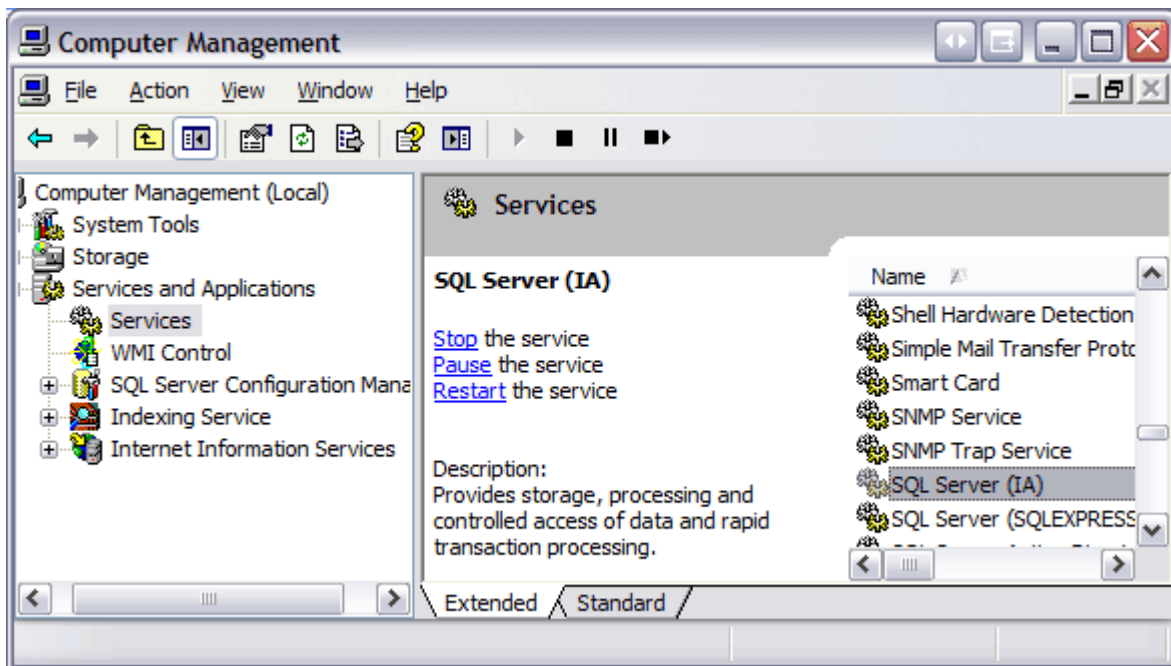 Computer Management
File Action View Window Help
Computer Management (Local)
System Tools
Storage
Services and Applications
Services
WMI Control
SQL Server Configuration Mana
Indexing Service
Internet Information Services
Services
SQL Server (IA)
Stop the service
Pause the service
Restart the service
Description:
Provides storage, processing and
controlled access of data and rapid
transaction processing.
Name
Shell Hardware Detection
Simple Mail Transfer Proto
Smart Card
SNMP Service
SNMP Trap Service
SQL Server (IA)
SQL Server (SQLEXPRESS
Extended Standard